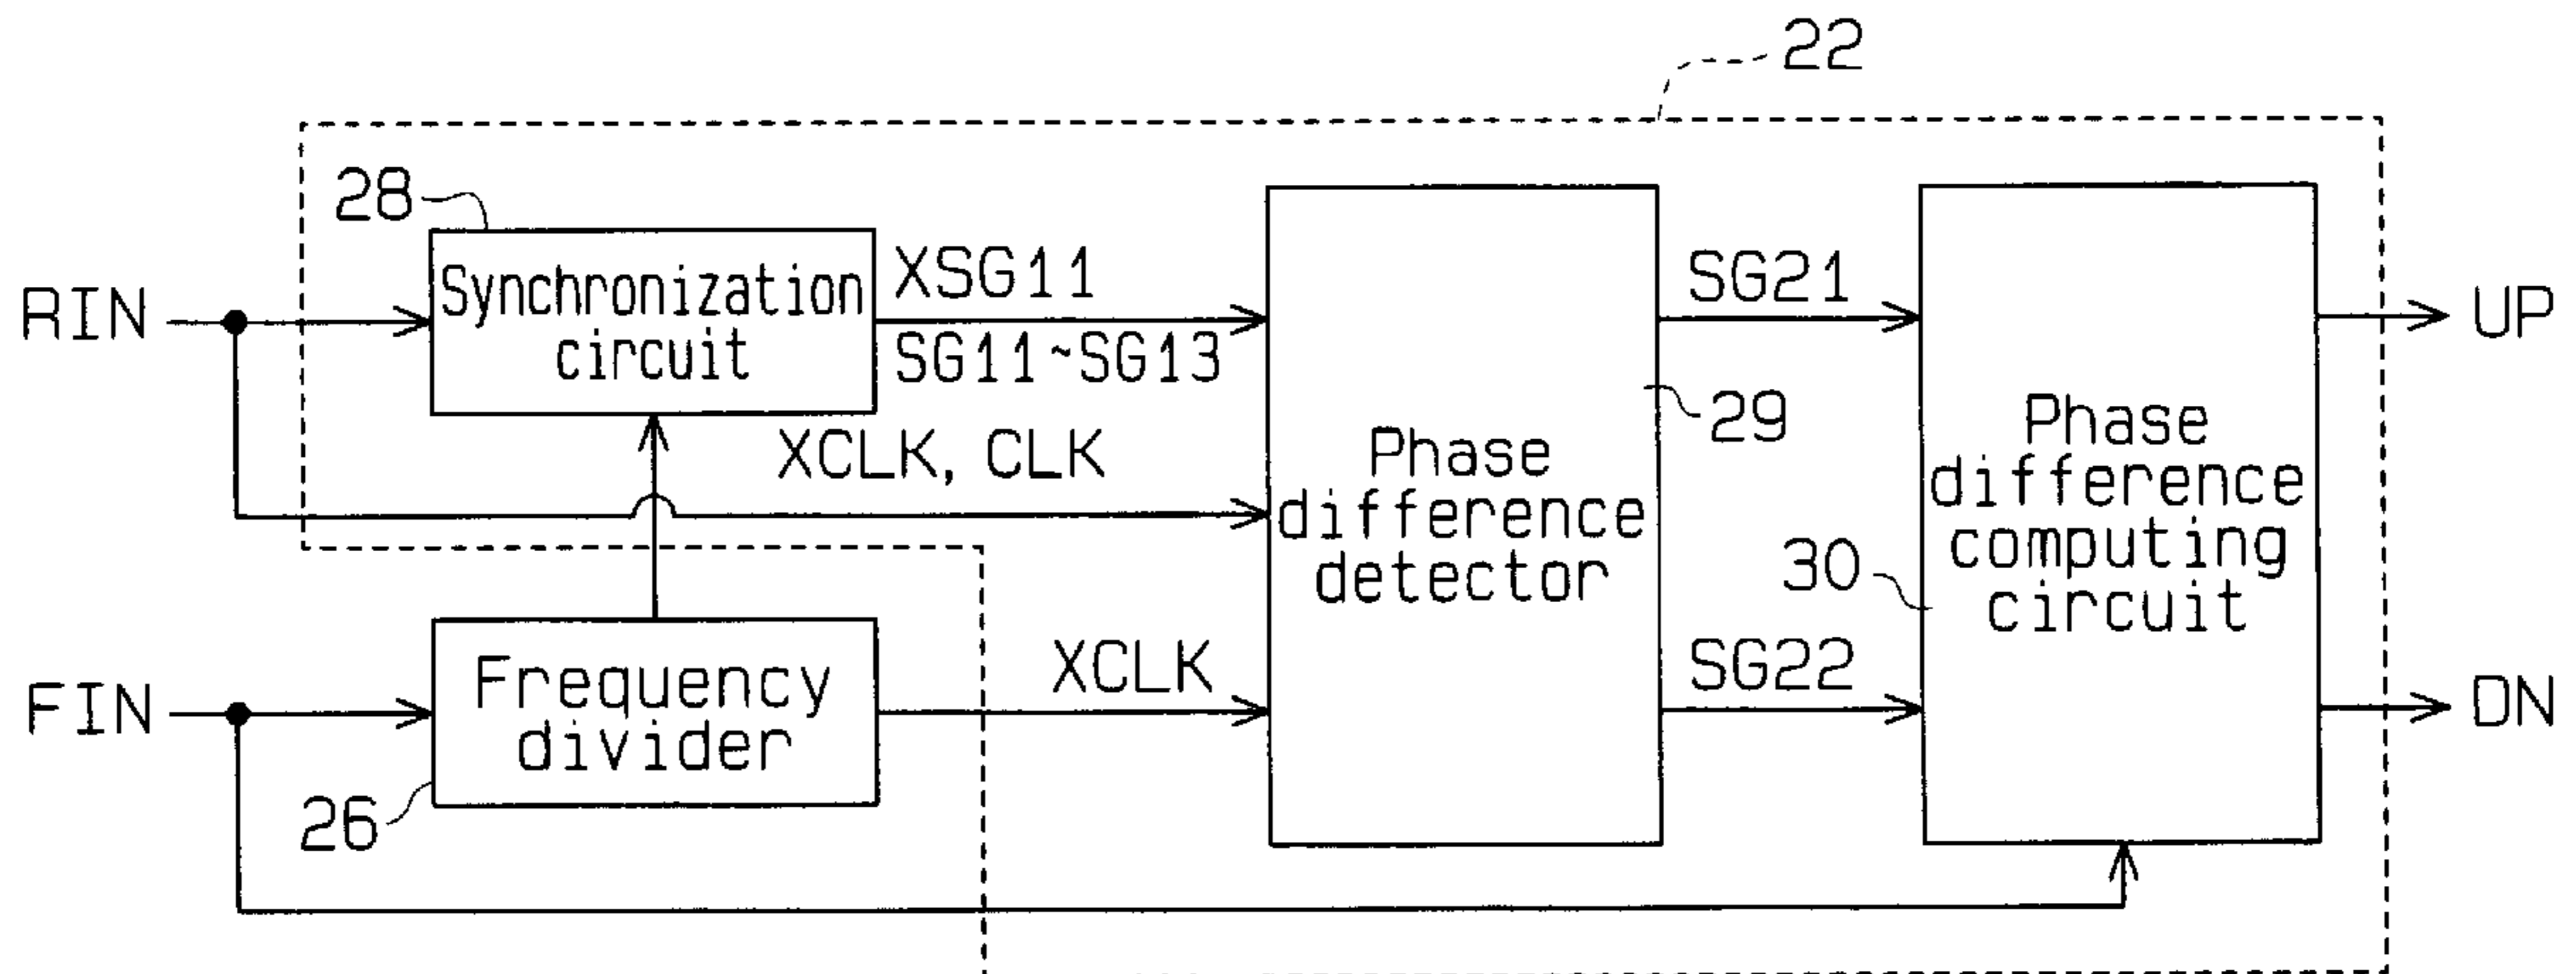 22
28
Synchronization
circuit
XSG11
SG11~SG13
RIN
SG21
UP
29
XCLK, CLK
Phase
difference
detector
Phase
difference
computing
circuit
30
FIN
Frequency
divider
26
XCLK
SG22
DN